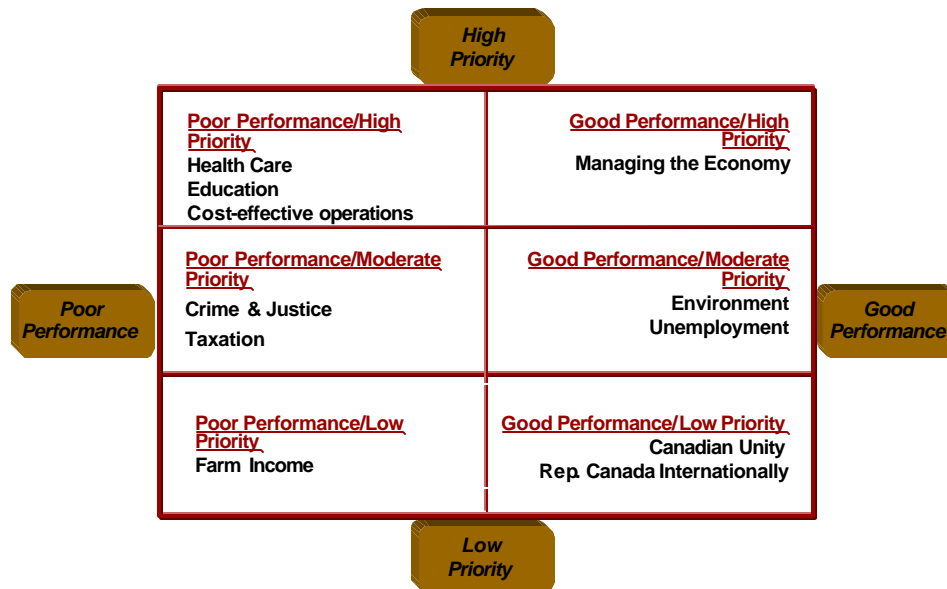 High
Priority
Poor Performance/High
Priority
Health Care
Education
Cost-effective operations
Good Performance/High
Priority
Managing the Economy
Poor Performance/Moderate
Priority
Crime & Justice
Taxation
Good Performance/Moderate
Priority
Environment
Unemployment
Poor
Performance
Good
Performance
Poor Performance/Low
Priority
Farm Income
Good Performance/Low Priority
Canadian Unity
Rep. Canada Internationally
Low
Priority